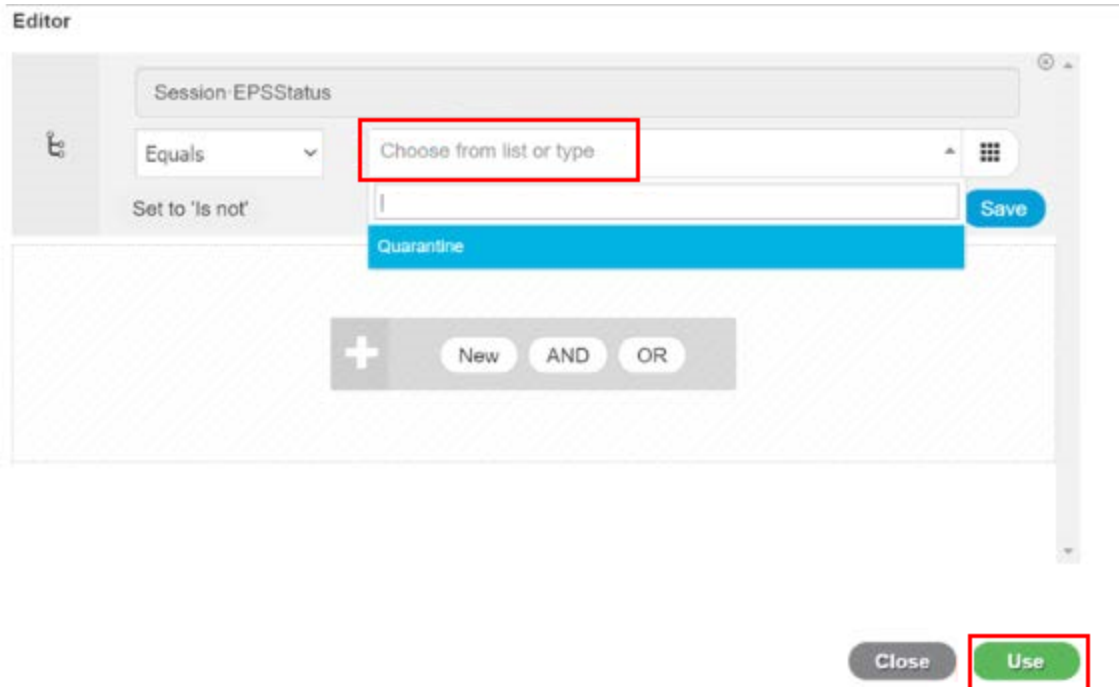 Editor
Session·EPSStatus
Equals
Choose from list or type
Set to 'Is not'
Save
Quarantine
New AND OR
Close Use